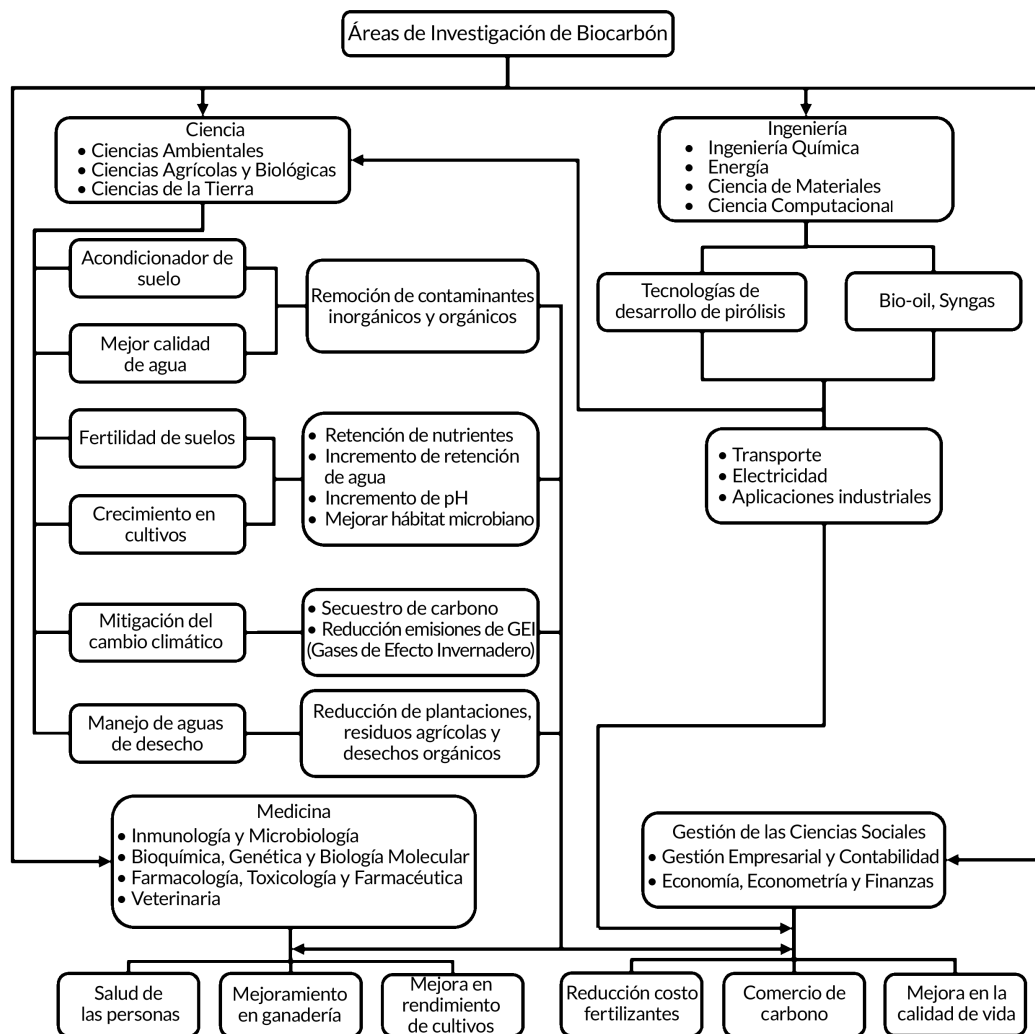 Áreas de Investigación de Biocarbón
Ciencia
• Ciencias Ambientales
• Ciencias Agrícolas y Biológicas
• Ciencias de la Tierra
Ingeniería
• Ingeniería Química
• Energía
• Ciencia de Materiales
• Ciencia Computacional
Acondicionador de
suelo
Mejor calidad
de agua
Remoción de contaminantes
inorgánicos y orgánicos
Tecnologías de
desarrollo de pirólisis
Bio-oil, Syngas
Fertilidad de suelos
Crecimiento en
cultivos
• Retención de nutrientes
• Incremento de retención
de agua
• Incremento de pH
• Mejorar hábitat microbiano
• Transporte
• Electricidad
• Aplicaciones industriales
Mitigación del
cambio climático
• Secuestro de carbono
• Reducción emisiones de GEI
(Gases de Efecto Invernadero)
Manejo de aguas
de desecho
Reducción de plantaciones,
residuos agrícolas y
desechos orgánicos
Medicina
• Inmunología y Microbiología
• Bioquímica, Genética y Biología Molecular
• Farmacología, Toxicología y Farmacéutica
• Veterinaria
Gestión de las Ciencias Sociales
• Gestión Empresarial y Contabilidad
• Economía, Econometría y Finanzas
Salud de
las personas
Mejoramiento
en ganadería
Mejora en
rendimiento
de cultivos
Reducción costo
fertilizantes
Comercio de
carbono
Mejora en la
calidad de vida